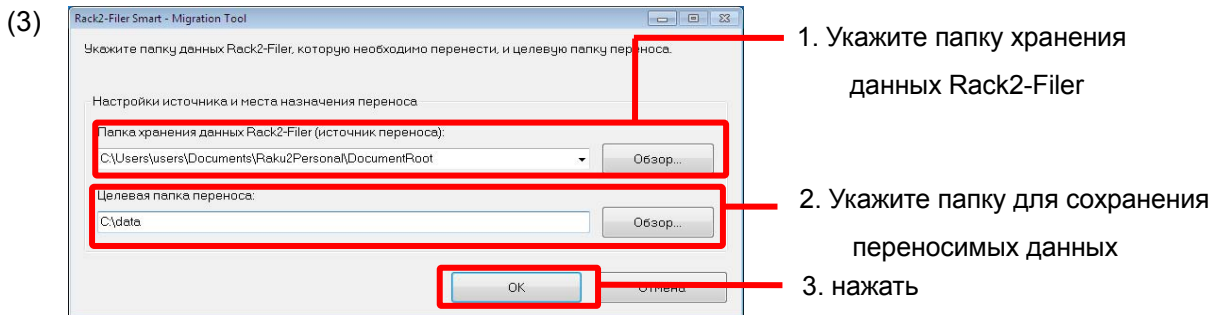 (3)
Rack2-Filer Smart - Migration Tool
Укажите папку данных Rack2-Filer, которую необходимо перенести, и целевую папку переноса.
Настройки источника и места назначения переноса
Папка хранения данных Rack2-Filer (источник переноса):
C:\Users\users\Documents\Raku2Personal\DocumentRoot
Обзор...
Целевая папка переноса:
C:\data
Обзор...
OK
Отмена
1. Укажите папку хранения
данных Rack2-Filer
2. Укажите папку для сохранения
переносимых данных
3. нажать